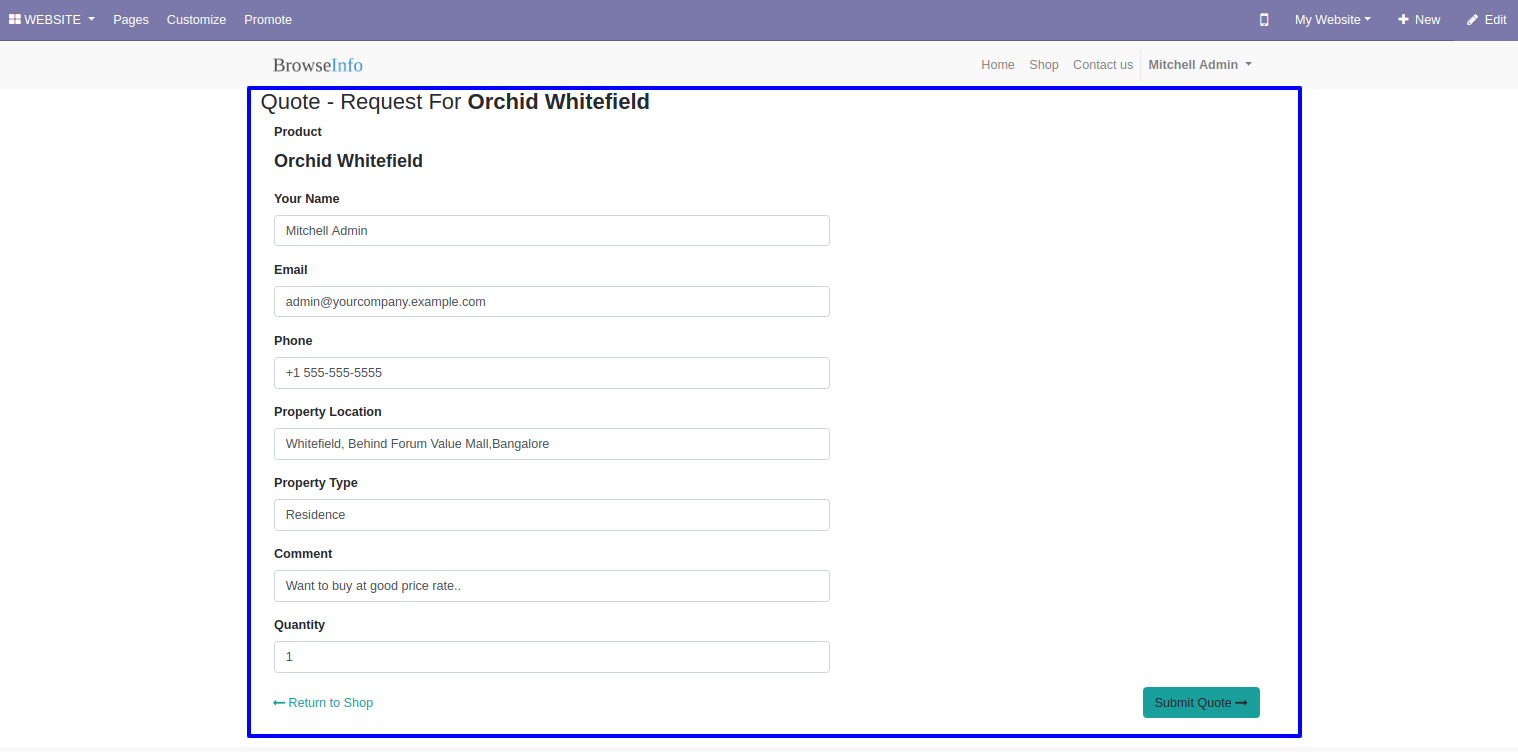 WEBSITE Pages Customize Promote My Website New Edit
BrowseInfo Home Shop Contact us Mitchell Admin
Quote - Request For Orchid Whitefield
Product
Orchid Whitefield
Your Name
Mitchell Admin
Email
admin@yourcompany.example.com
Phone
+1 555-555-5555
Property Location
Whitefield, Behind Forum Value Mall,Bangalore
Property Type
Residence
Comment
Want to buy at good price rate..
Quantity
1
Return to Shop Submit Quote